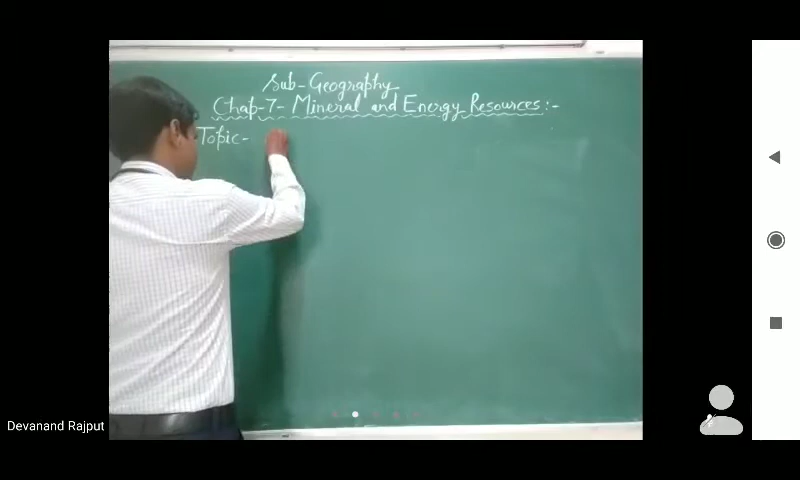 Sub-Geography
Chap-7- Mineral and Energy Resources:-
Topic-
Devanand Rajput